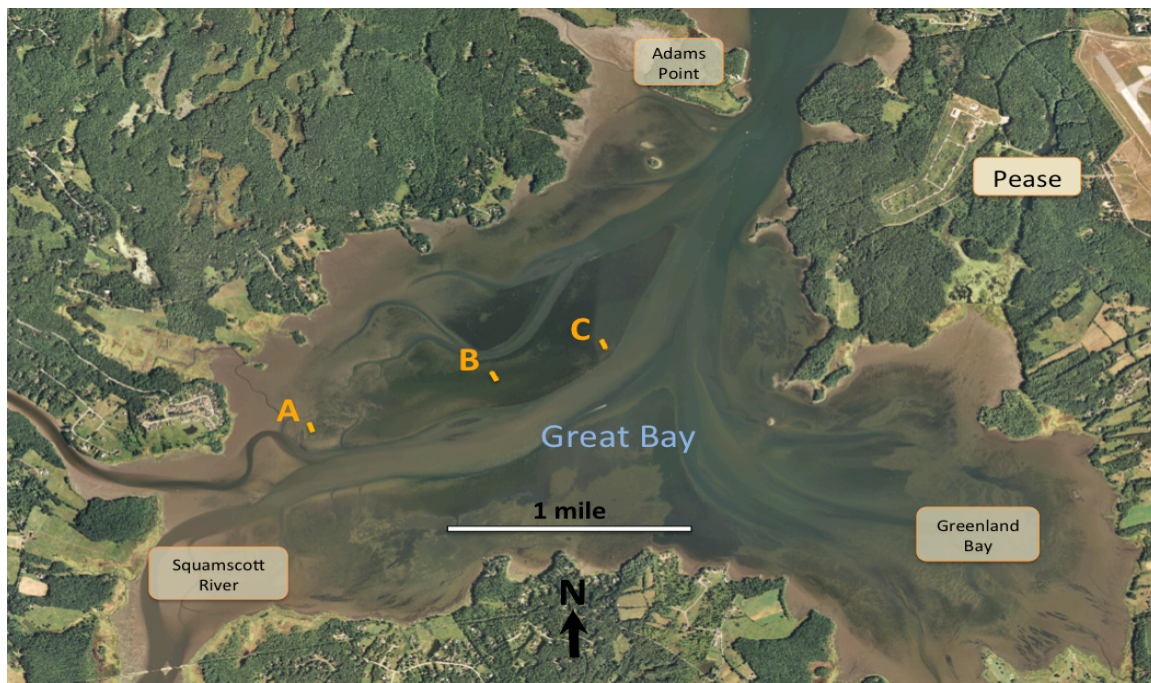 Adams
Point
Pease
C
B
A
Great Bay
1 mile
Greenland
Bay
Squamscott
River
N